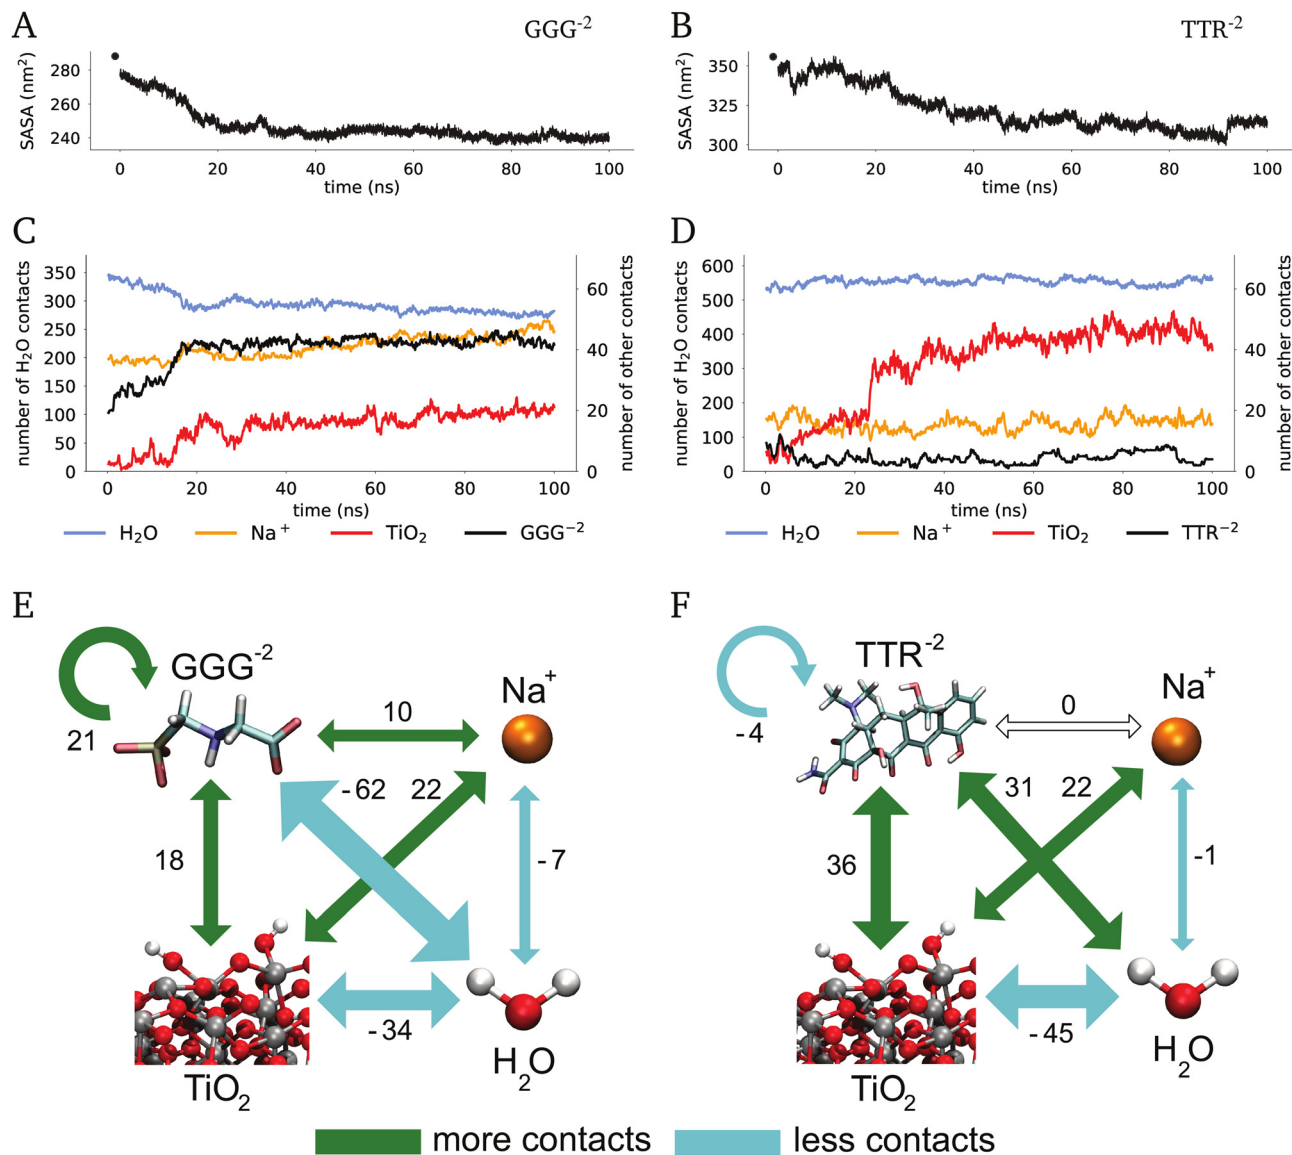 A
GGG-2
SASA (nm2)
280
260
240
0 20 40 60 80 100
time (ns)
B
TTR-2
SASA (nm2)
350
325
300
0 20 40 60 80 100
time (ns)
C
number of H2O contacts
350
300
250
200
150
100
50
0
number of other contacts
60
40
20
0
0 20 40 60 80 100
time (ns)
H2O Na+ TiO2 GGG−2
D
number of H2O contacts
600
500
400
300
200
100
0
number of other contacts
60
40
20
0
0 20 40 60 80 100
time (ns)
H2O Na+ TiO2 TTR−2
E
GGG-2
Na+
21
10
-62 22
18
-7
-34
TiO2
H2O
F
TTR-2
Na+
-4
0
31 22
36
-1
-45
TiO2
H2O
more contacts less contacts